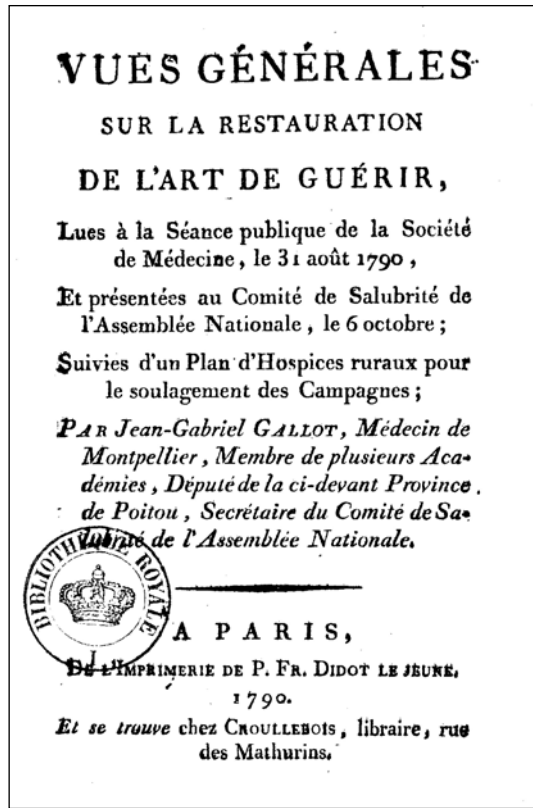 VUES GÉNÉRALES
SUR LA RESTAURATION
DE L'ART DE GUÉRIR,
Lues à la Séance publique de la Société
de Médecine, le 31 août 1790,
Et présentées au Comité de Salubrité de
l'Assemblée Nationale, le 6 octobre;
Suivies d'un Plan d'Hospices ruraux pour
le soulagement des Campagnes;
PAR Jean-Gabriel GALLOT, Médecin de
Montpellier, Membre de plusieurs Aca-
démies, Député de la ci-devant Province
de Poitou, Secrétaire du Comité de Sa-
lubrité de l'Assemblée Nationale.
BIBLIOTHÈQUE ROYALE
I
A PARIS,
DE L'IMPRIMERIE DE P. FR. DIDOT LE JEUNE.
1790.
Et se trouve chez CROULLEBOIS, libraire, rue
des Mathurins.